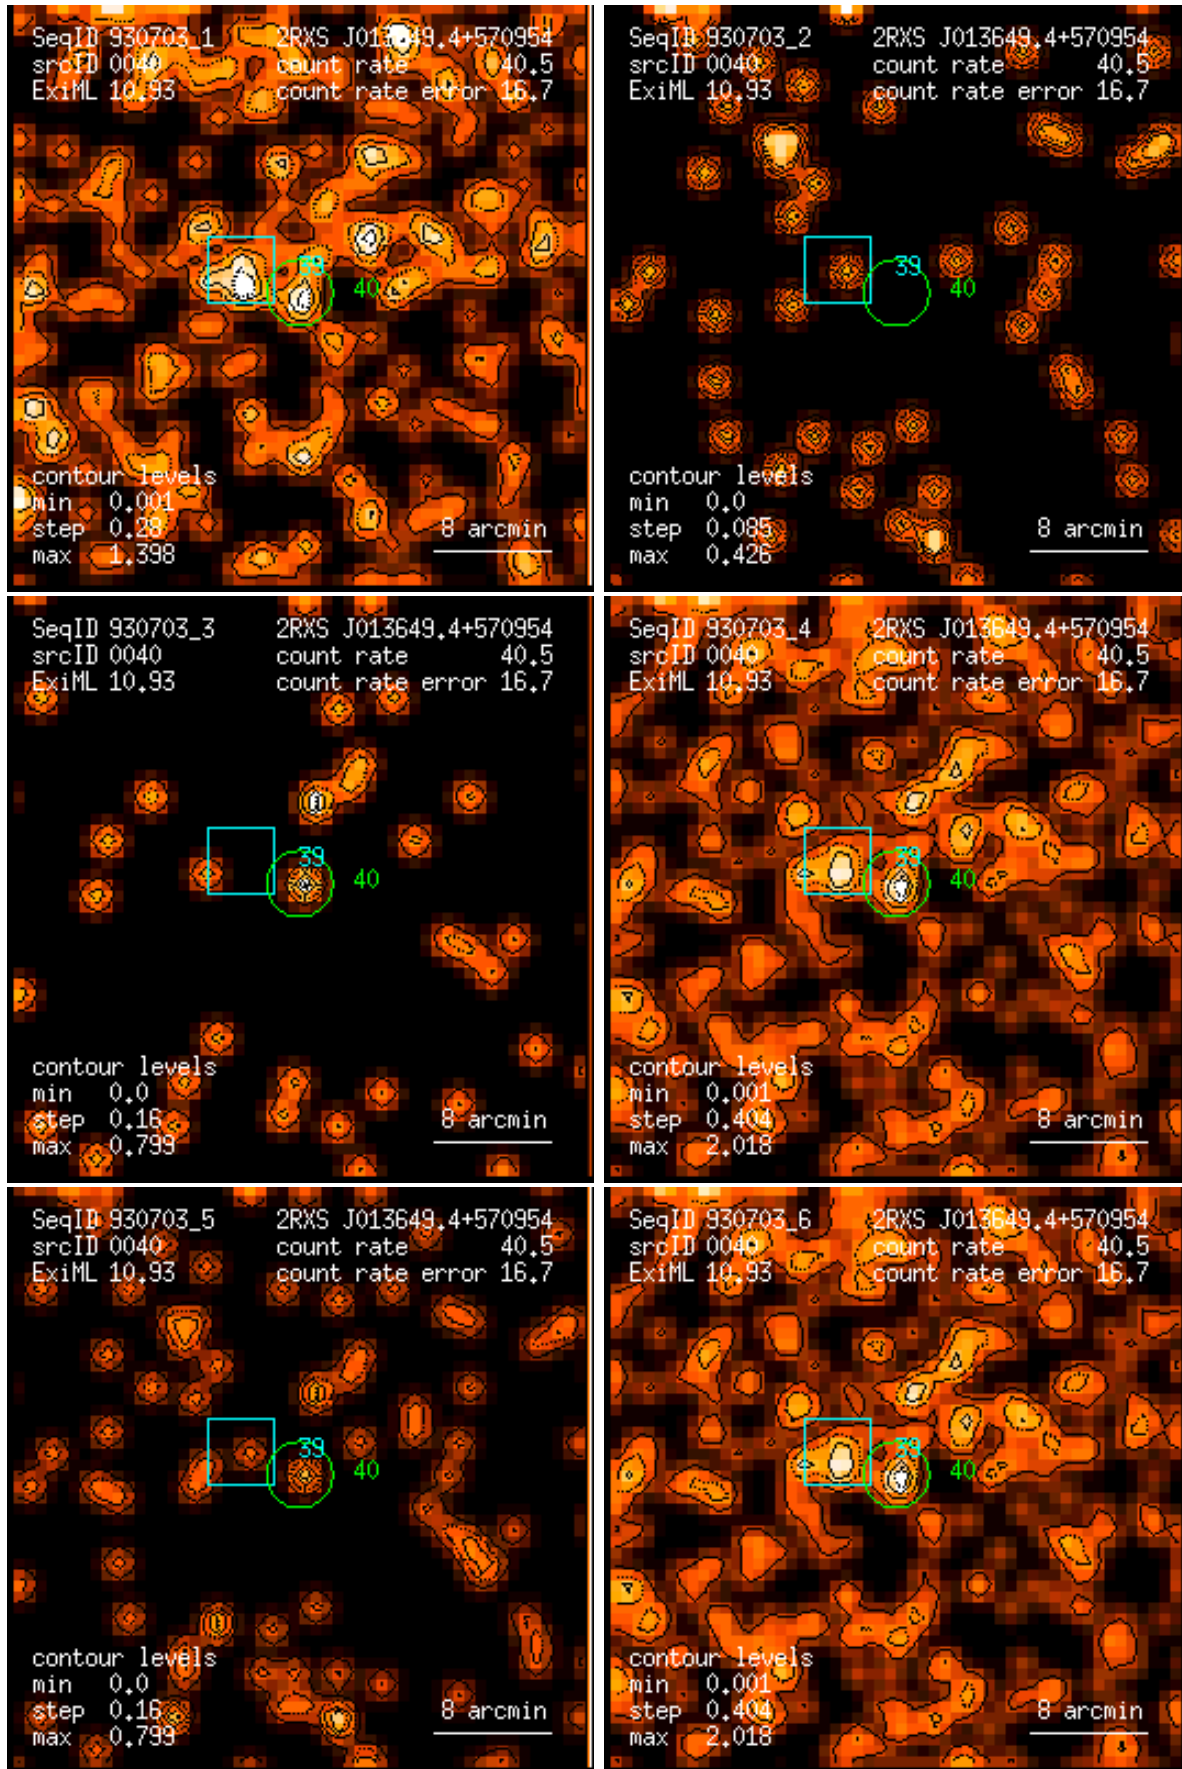 SeqID 930703_1 2RXS J013649.4+570954
srcID 0040 count rate 40.5
ExiML 10.93 count rate error 16.7
39
40
contour levels
min 0.001
step 0.28
max 1.398
8 arcmin
SeqID 930703_2 2RXS J013649.4+570954
srcID 0040 count rate 40.5
ExiML 10.93 count rate error 16.7
39
40
contour levels
min 0.0
step 0.085
max 0.426
8 arcmin
SeqID 930703_3 2RXS J013649.4+570954
srcID 0040 count rate 40.5
ExiML 10.93 count rate error 16.7
39
40
contour levels
min 0.0
step 0.16
max 0.799
8 arcmin
SeqID 930703_4 2RXS J013649.4+570954
srcID 0040 count rate 40.5
ExiML 10.93 count rate error 16.7
39
40
contour levels
min 0.001
step 0.404
max 2.018
8 arcmin
SeqID 930703_5 2RXS J013649.4+570954
srcID 0040 count rate 40.5
ExiML 10.93 count rate error 16.7
39
40
contour levels
min 0.0
step 0.16
max 0.799
8 arcmin
SeqID 930703_6 2RXS J013649.4+570954
srcID 0040 count rate 40.5
ExiML 10.93 count rate error 16.7
39
40
contour levels
min 0.001
step 0.404
max 2.018
8 arcmin